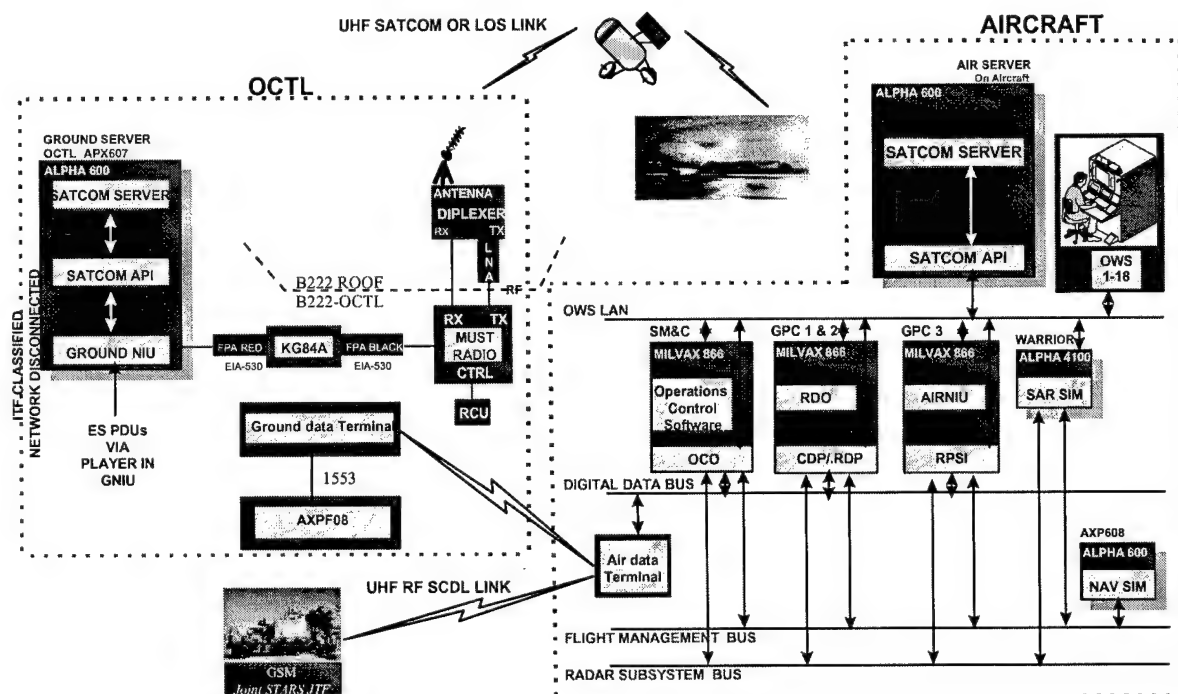 UHF SATCOM OR LOS LINK
AIRCRAFT
OCTL
AIR SERVER
On Aircraft
ALPHA 600
SATCOM SERVER
SATCOM API
OWS
1-18
GROUND SERVER
OCTL APX607
ALPHA 600
SATCOM SERVER
SATCOM API
GROUND NIU
ITF CLASSIFIED
NETWORK DISCONNECTED
ANTENNA
DIPLEXER
RX TX
LNA
RF
B222 ROOF
B222-OCTL
RX TX
MUST
RADIO
CTRL
RCU
FPA RED
KG84A
FPA BLACK
EIA-530
EIA-530
ES PDUs
VIA
PLAYER IN
GNIU
Ground data Terminal
1553
AXPF08
OWS LAN
SM&C
GPC 1 & 2
GPC 3
WARRIOR
MILVAX 866
Operations
Control
Software
OCO
MILVAX 866
RDO
CDP/.RDP
MILVAX 866
AIRNIU
RPSI
ALPHA 4100
SAR SIM
DIGITAL DATA BUS
Air data
Terminal
AXP608
ALPHA 600
NAV SIM
UHF RF SCDL LINK
GSM
Joint STARS JTF
FLIGHT MANAGEMENT BUS
RADAR SUBSYSTEM BUS